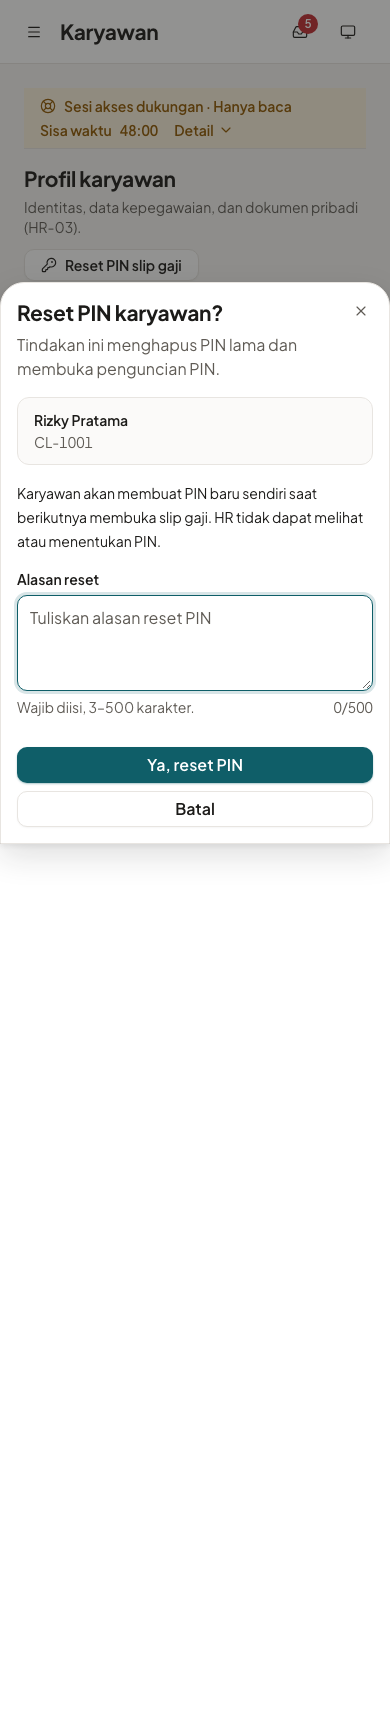 Karyawan
5
Sesi akses dukungan · Hanya baca
Sisa waktu 48:00 Detail
Profil karyawan
Identitas, data kepegawaian, dan dokumen pribadi
(HR-03).
Reset PIN slip gaji
Reset PIN karyawan?
Tindakan ini menghapus PIN lama dan
membuka penguncian PIN.
Rizky Pratama
CL-1001
Karyawan akan membuat PIN baru sendiri saat
berikutnya membuka slip gaji. HR tidak dapat melihat
atau menentukan PIN.
Alasan reset
Tuliskan alasan reset PIN
Wajib diisi, 3–500 karakter. 0/500
Ya, reset PIN
Batal